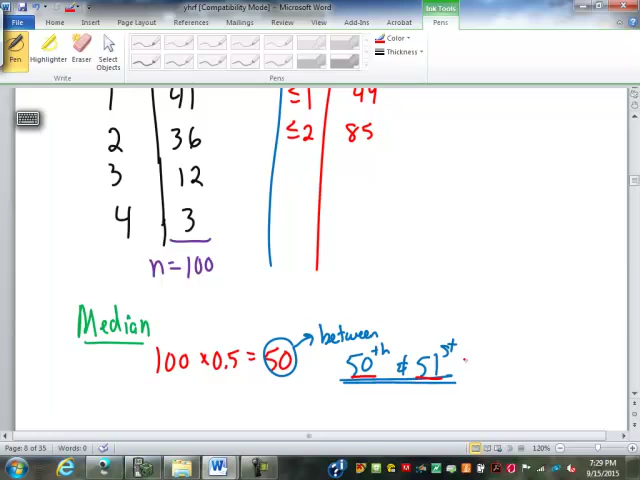 yhrf [Compatibility Mode] - Microsoft Word
Ink Tools
File Home Insert Page Layout References Mailings Review View Add-Ins Acrobat Pens
Pen Highlighter Eraser Select Objects
Color
Thickness
Write Pens
1 41 ≤1 49
2 36 ≤2 85
3 12
4 3
n=100
Median
between
100 × 0.5 = 50 50th & 51st
Page: 8 of 35 Words: 0 120%
7:29 PM
9/15/2015